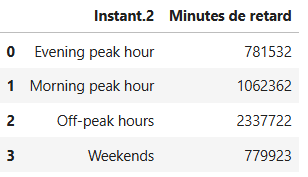 Instant.2 Minutes de retard
0 Evening peak hour 781532
1 Morning peak hour 1062362
2 Off-peak hours 2337722
3 Weekends 779923